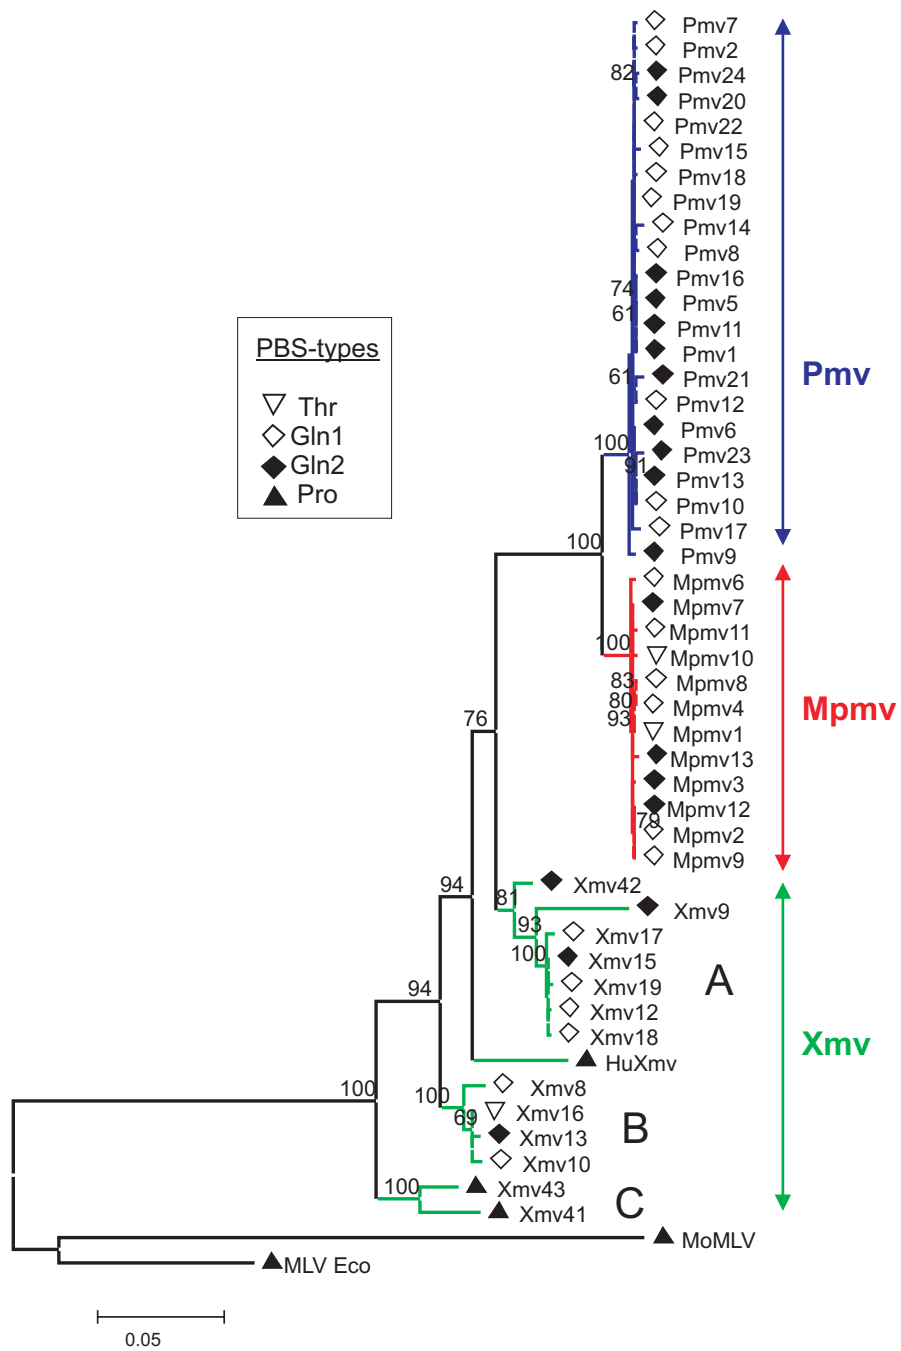 Pmv7
Pmv2
82
Pmv24
Pmv20
Pmv22
Pmv15
Pmv18
Pmv19
Pmv14
Pmv8
Pmv16
74
Pmv5
61
Pmv11
Pmv1
PBS-types
Thr
Gln1
Gln2
Pro
61
Pmv21
Pmv
Pmv12
Pmv6
100
Pmv23
91
Pmv13
Pmv10
Pmv17
100
Pmv9
Mpmv6
Mpmv7
Mpmv11
100
Mpmv10
83
Mpmv8
80
Mpmv4
Mpmv
93
76
Mpmv1
Mpmv13
Mpmv3
Mpmv12
79
Mpmv2
Mpmv9
94
Xmv42
81
Xmv9
93
Xmv17
100
Xmv15
A
94
Xmv19
Xmv12
Xmv18
Xmv
HuXmv
100
100
Xmv8
69
Xmv16
B
Xmv13
Xmv10
100
Xmv43
C
Xmv41
MoMLV
MLV Eco
0.05